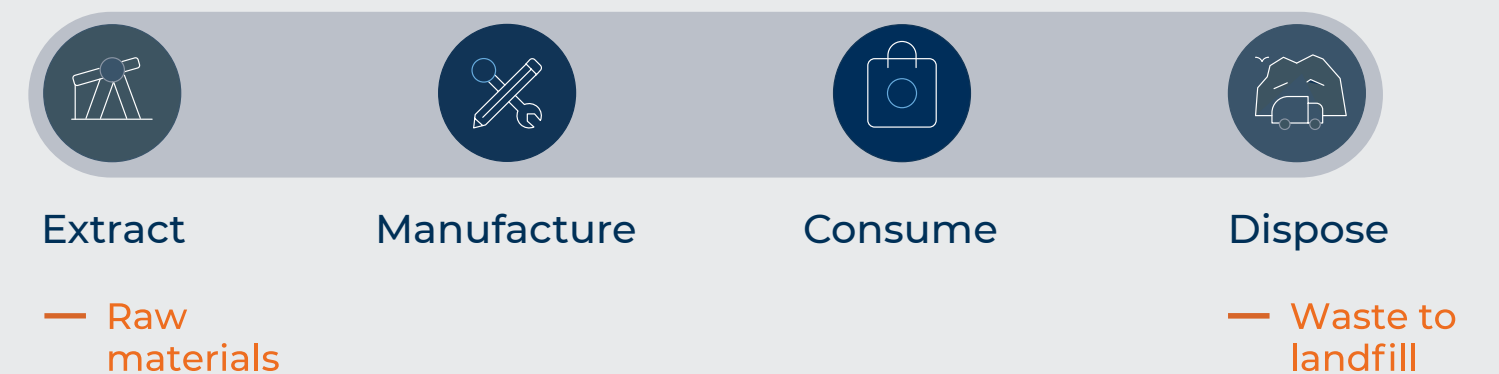 Extract
Manufacture
Consume
Dispose
— Raw
materials
— Waste to
landfill